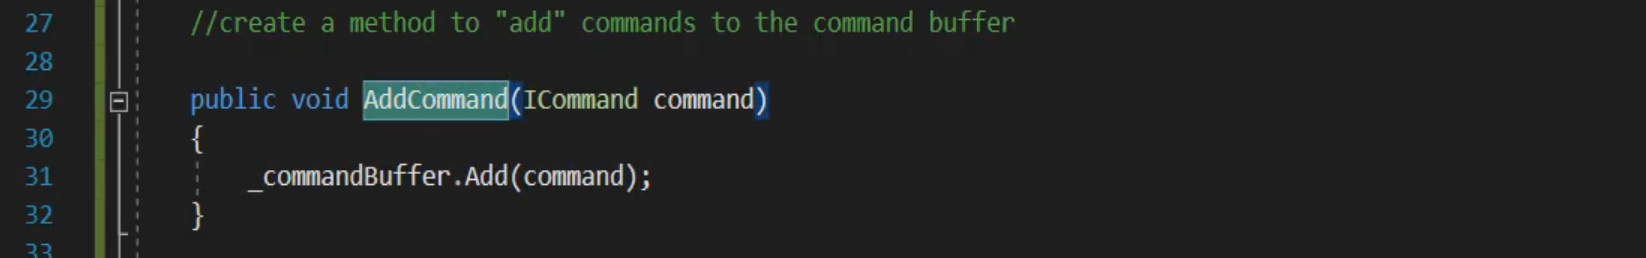 27 //create a method to "add" commands to the command buffer
28
29 public void AddCommand(ICommand command)
30 {
31 _commandBuffer.Add(command);
32 }
33